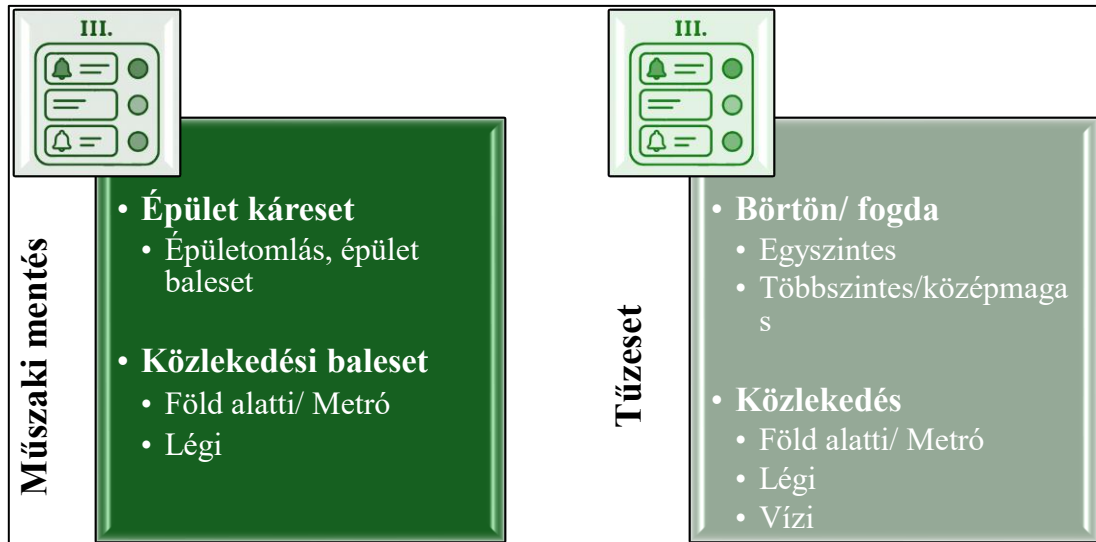 III.
Műszaki mentés
• Épület káreset
• Épületomlás, épület
baleset
• Közlekedési baleset
• Föld alatti/ Metró
• Légi
III.
Tűzeset
• Börtön/ fogda
• Egyszintes
• Többszintes/középmaga
s
• Közlekedés
• Föld alatti/ Metró
• Légi
• Vízi